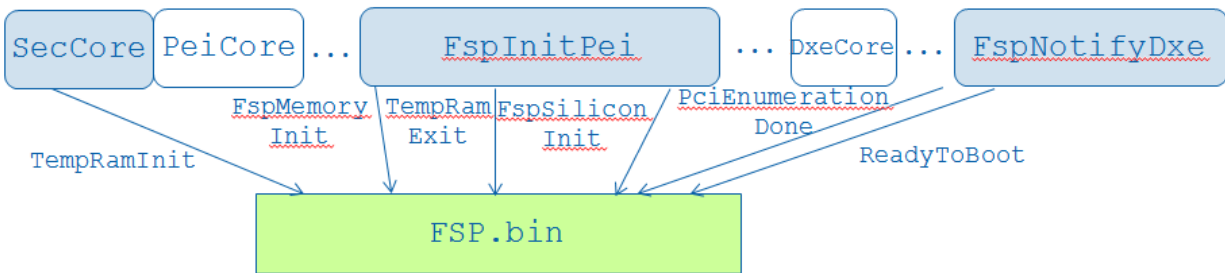 SecCore PeiCore ... FspInitPei ... DxeCore ... FspNotifyDxe
FspMemory
Init
TempRam
Exit
FspSilicon
Init
PciEnumeration
Done
TempRamInit
ReadyToBoot
FSP.bin